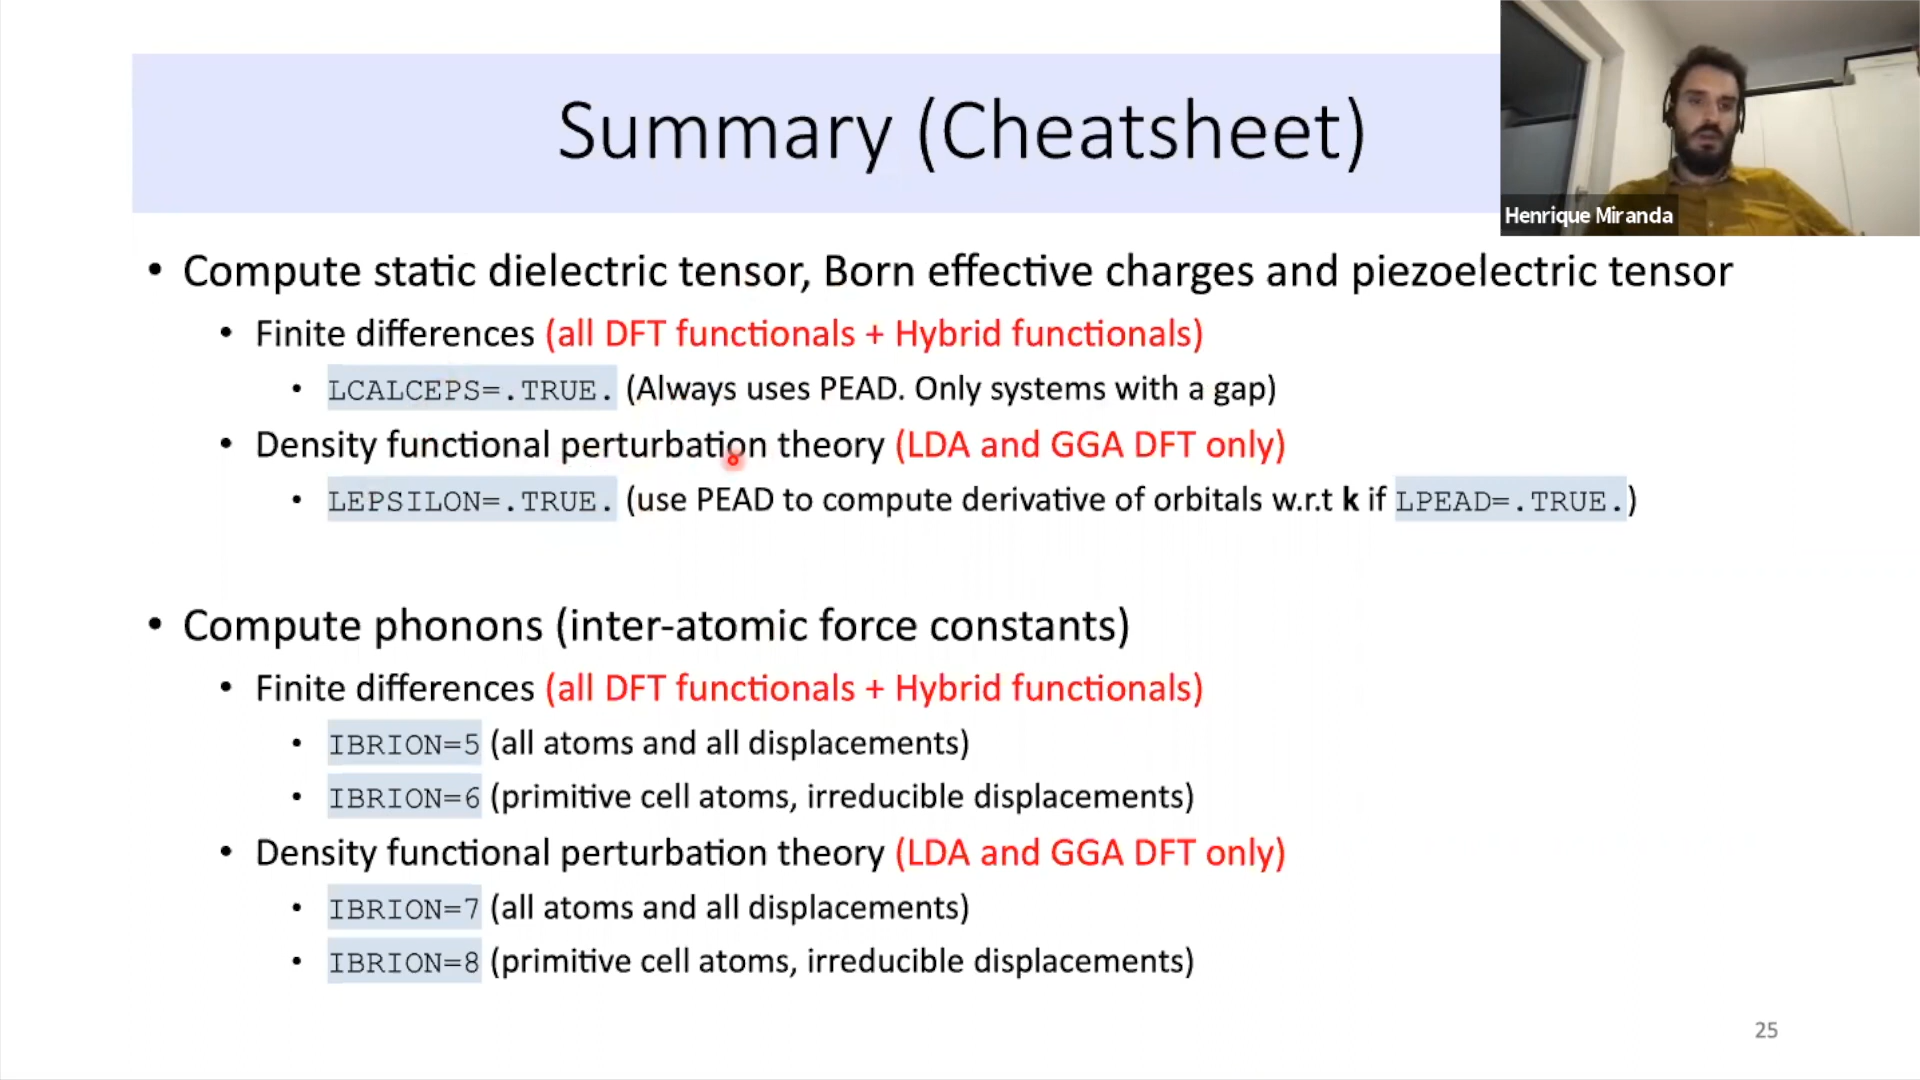 Summary (Cheatsheet)
Henrique Miranda
• Compute static dielectric tensor, Born effective charges and piezoelectric tensor
• Finite differences (all DFT functionals + Hybrid functionals)
• LCALCEPS=.TRUE. (Always uses PEAD. Only systems with a gap)
• Density functional perturbation theory (LDA and GGA DFT only)
• LEPSILON=.TRUE. (use PEAD to compute derivative of orbitals w.r.t k if LPEAD=.TRUE.)
• Compute phonons (inter-atomic force constants)
• Finite differences (all DFT functionals + Hybrid functionals)
• IBRION=5 (all atoms and all displacements)
• IBRION=6 (primitive cell atoms, irreducible displacements)
• Density functional perturbation theory (LDA and GGA DFT only)
• IBRION=7 (all atoms and all displacements)
• IBRION=8 (primitive cell atoms, irreducible displacements)
25